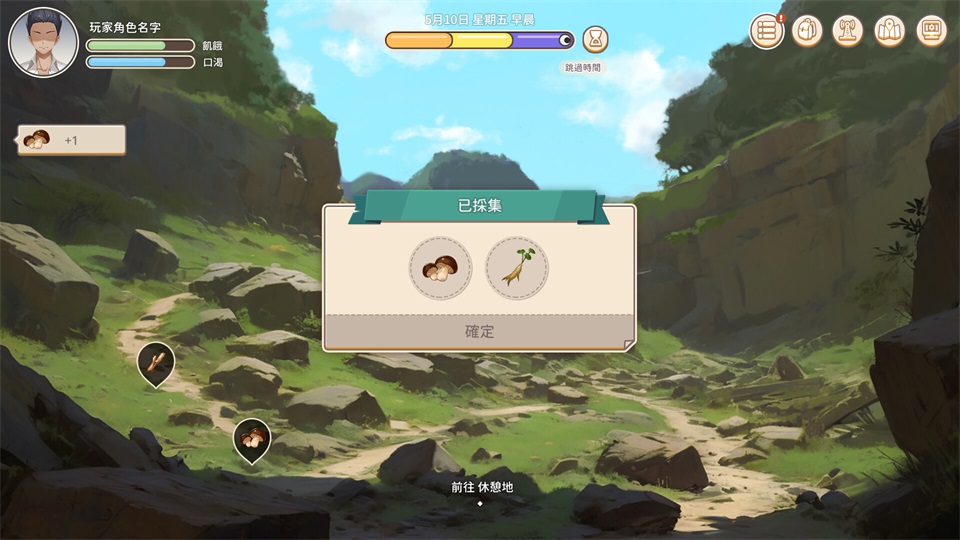 玩家角色名字
飢餓
口渴
5月10日 星期五 早晨
跳過時間
+1
已採集
確定
前往 休憩地